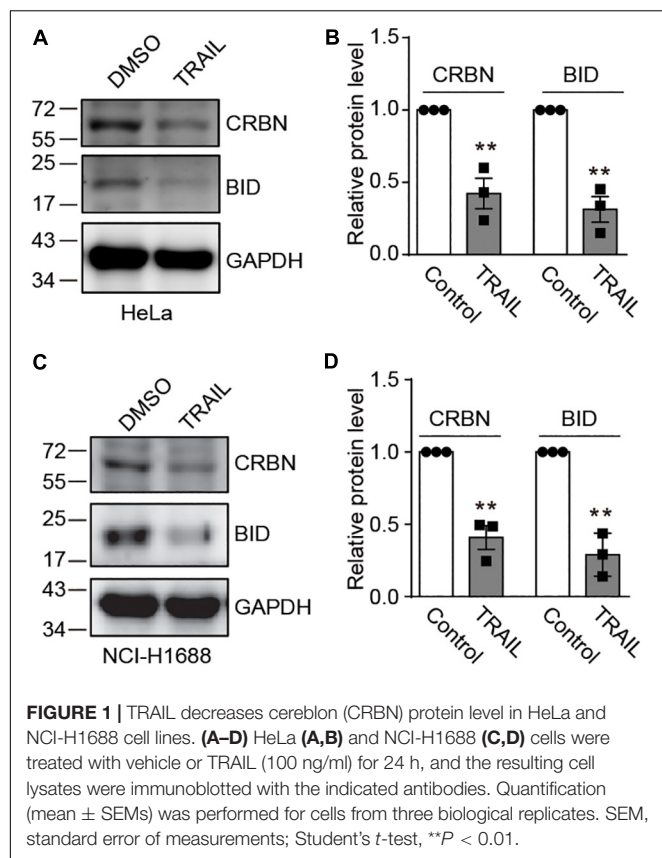 A
DMSO TRAIL
72
55
CRBN
25
17
BID
43
34
GAPDH
HeLa
B
1.5
1.0
0.5
0.0
Relative protein level
CRBN BID
** **
Control TRAIL Control TRAIL
C
DMSO TRAIL
72
55
CRBN
25
17
BID
43
34
GAPDH
NCI-H1688
D
1.5
1.0
0.5
0.0
Relative protein level
CRBN BID
** **
Control TRAIL Control TRAIL
FIGURE 1 | TRAIL decreases cereblon (CRBN) protein level in HeLa and
NCI-H1688 cell lines. (A–D) HeLa (A,B) and NCI-H1688 (C,D) cells were
treated with vehicle or TRAIL (100 ng/ml) for 24 h, and the resulting cell
lysates were immunoblotted with the indicated antibodies. Quantification
(mean ± SEMs) was performed for cells from three biological replicates. SEM,
standard error of measurements; Student's t-test, **P < 0.01.